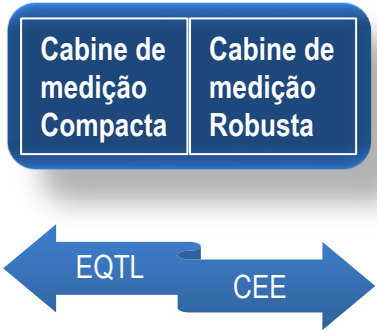 Cabine de
medição
Compacta
Cabine de
medição
Robusta
EQTL
CEE